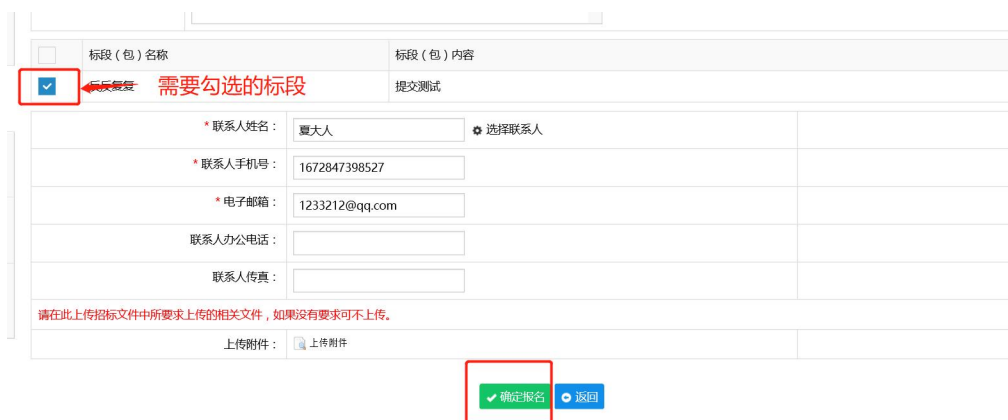 标段（包）名称 标段（包）内容
反反复复 需要勾选的标段 提交测试
* 联系人姓名： 夏大人 选择联系人
* 联系人手机号： 1672847398527
* 电子邮箱： 1233212@qq.com
联系人办公电话：
联系人传真：
请在此上传招标文件中所要求上传的相关文件，如果没有要求可不上传。
上传附件： 上传附件
确定报名 返回